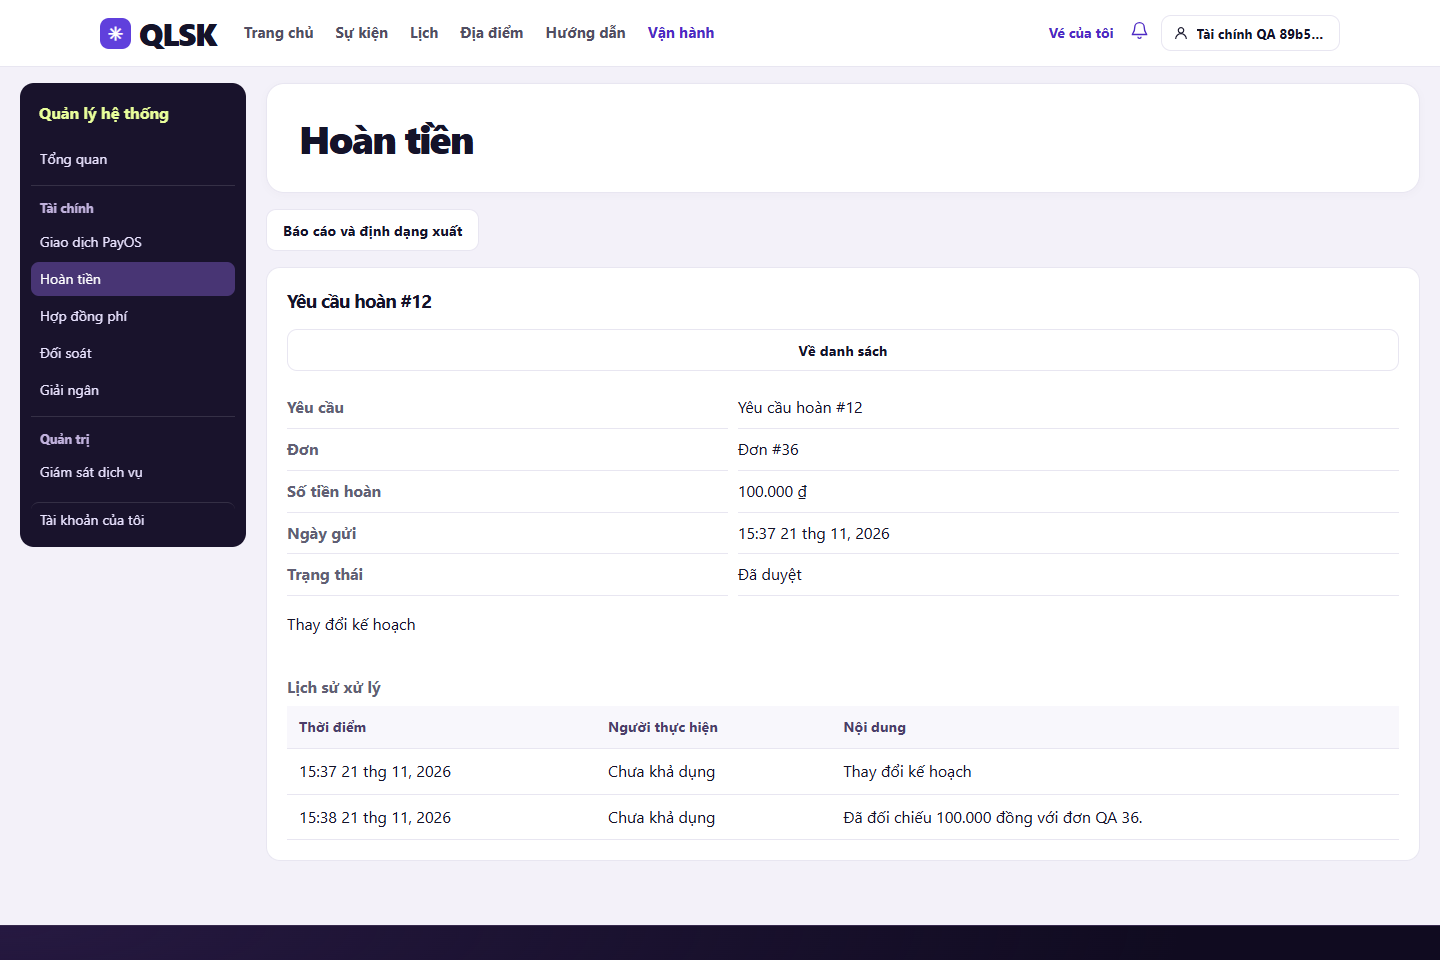 QLSK
Trang chủ
Sự kiện
Lịch
Địa điểm
Hướng dẫn
Vận hành
Vé của tôi
Tài chính QA 89b5...
Quản lý hệ thống
Tổng quan
Tài chính
Giao dịch PayOS
Hoàn tiền
Hợp đồng phí
Đối soát
Giải ngân
Quản trị
Giám sát dịch vụ
Tài khoản của tôi
Hoàn tiền
Báo cáo và định dạng xuất
Yêu cầu hoàn #12
Về danh sách
Yêu cầu Yêu cầu hoàn #12
Đơn Đơn #36
Số tiền hoàn 100.000 ₫
Ngày gửi 15:37 21 thg 11, 2026
Trạng thái Đã duyệt
Thay đổi kế hoạch
Lịch sử xử lý
Thời điểm Người thực hiện Nội dung
15:37 21 thg 11, 2026 Chưa khả dụng Thay đổi kế hoạch
15:38 21 thg 11, 2026 Chưa khả dụng Đã đối chiếu 100.000 đồng với đơn QA 36.